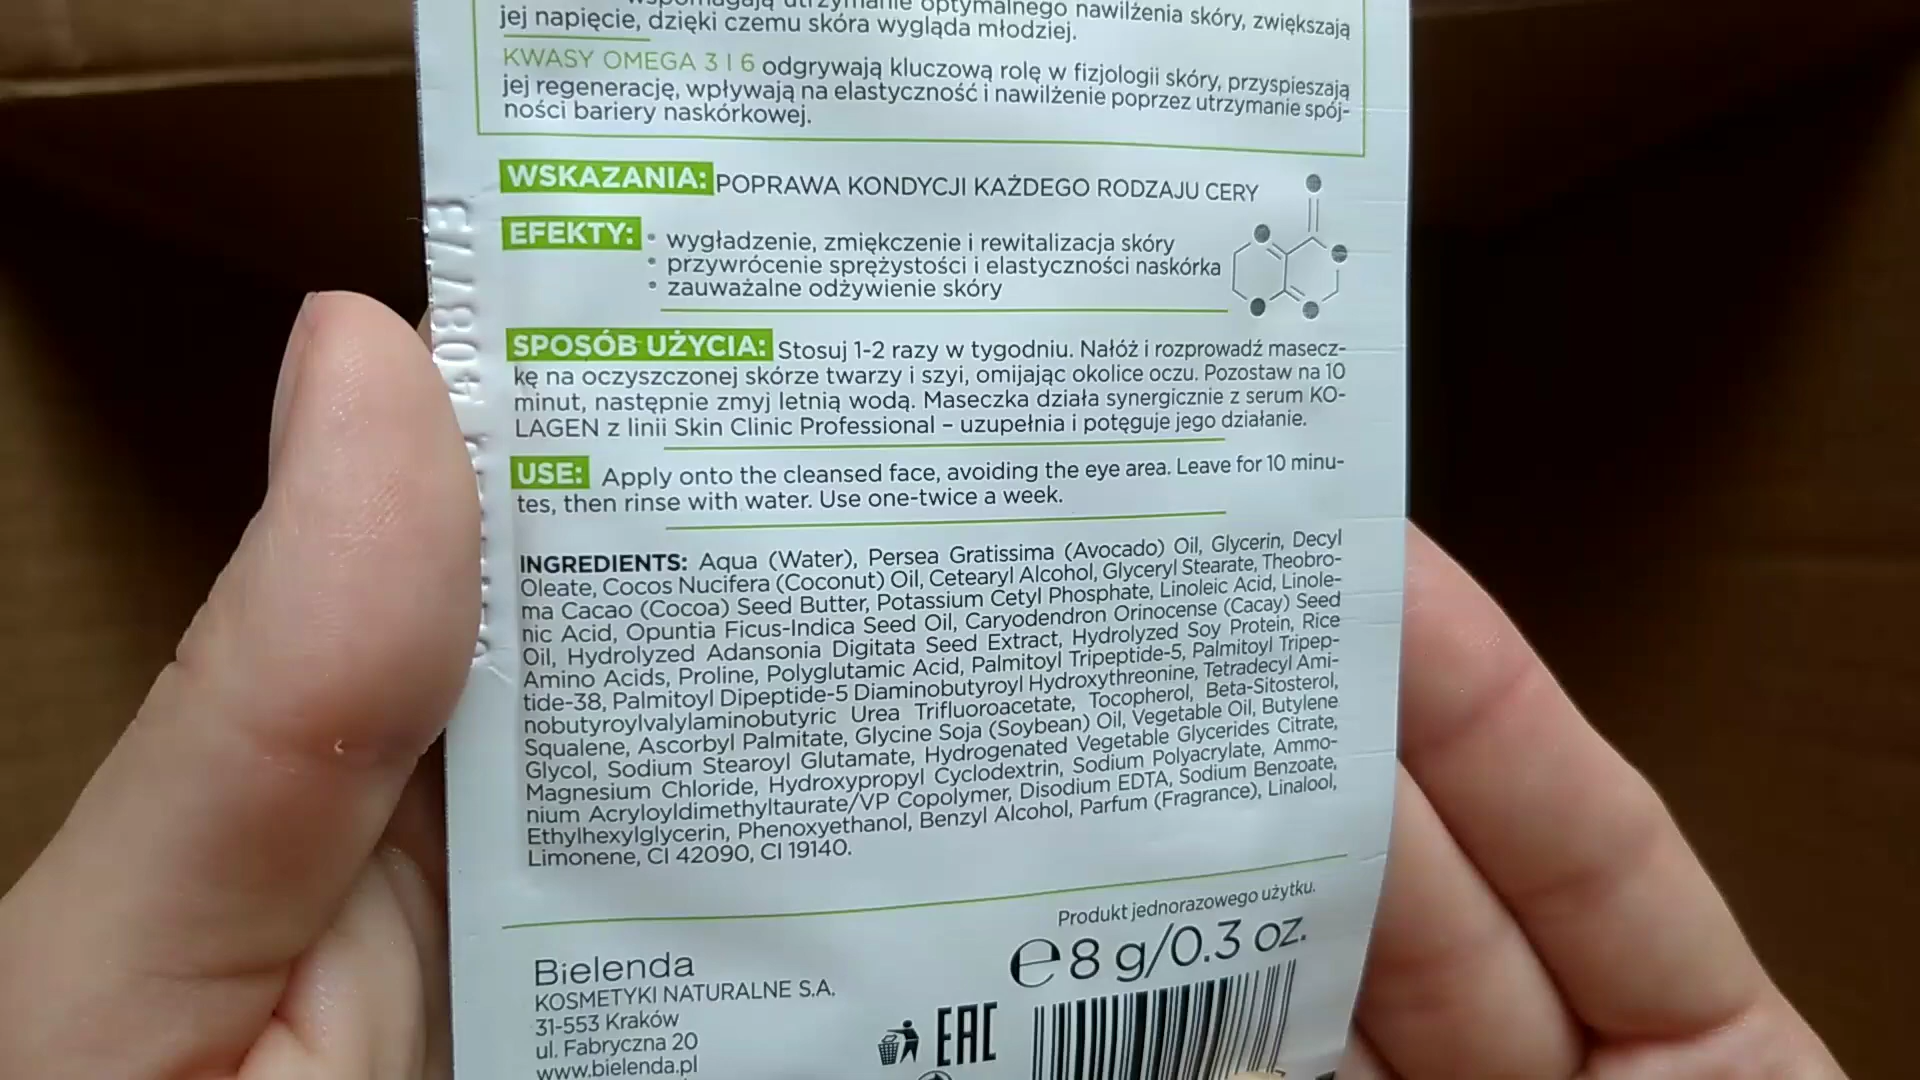 wspomagają utrzymanie optymalnego nawilżenia skóry, zwiększają
jej napięcie, dzięki czemu skóra wygląda młodziej.
KWASY OMEGA 3 I 6 odgrywają kluczową rolę w fizjologii skóry, przyspieszają
jej regenerację, wpływają na elastyczność i nawilżenie poprzez utrzymanie spój-
ności bariery naskórkowej.
WSKAZANIA: POPRAWA KONDYCJI KAŻDEGO RODZAJU CERY
EFEKTY: • wygładzenie, zmiękczenie i rewitalizacja skóry
• przywrócenie sprężystości i elastyczności naskórka
• zauważalne odżywienie skóry
SPOSÓB UŻYCIA: Stosuj 1-2 razy w tygodniu. Nałóż i rozprowadź masecz-
kę na oczyszczonej skórze twarzy i szyi, omijając okolice oczu. Pozostaw na 10
minut, następnie zmyj letnią wodą. Maseczka działa synergicznie z serum KO-
LAGEN z linii Skin Clinic Professional – uzupełnia i potęguje jego działanie.
USE: Apply onto the cleansed face, avoiding the eye area. Leave for 10 minu-
tes, then rinse with water. Use one-twice a week.
INGREDIENTS: Aqua (Water), Persea Gratissima (Avocado) Oil, Glycerin, Decyl
Oleate, Cocos Nucifera (Coconut) Oil, Cetearyl Alcohol, Glyceryl Stearate, Theobro-
ma Cacao (Cocoa) Seed Butter, Potassium Cetyl Phosphate, Linoleic Acid, Linole-
nic Acid, Opuntia Ficus-Indica Seed Oil, Caryodendron Orinocense (Cacay) Seed
Oil, Hydrolyzed Adansonia Digitata Seed Extract, Hydrolyzed Soy Protein, Rice
Amino Acids, Proline, Polyglutamic Acid, Palmitoyl Tripeptide-5, Palmitoyl Tripep-
tide-38, Palmitoyl Dipeptide-5 Diaminobutyroyl Hydroxythreonine, Tetradecyl Ami-
nobutyroylvalylaminobutyric Urea Trifluoroacetate, Tocopherol, Beta-Sitosterol,
Squalene, Ascorbyl Palmitate, Glycine Soja (Soybean) Oil, Vegetable Oil, Butylene
Glycol, Sodium Stearoyl Glutamate, Hydrogenated Vegetable Glycerides Citrate,
Magnesium Chloride, Hydroxypropyl Cyclodextrin, Sodium Polyacrylate, Ammo-
nium Acryloyldimethyltaurate/VP Copolymer, Disodium EDTA, Sodium Benzoate,
Ethylhexylglycerin, Phenoxyethanol, Benzyl Alcohol, Parfum (Fragrance), Linalool,
Limonene, CI 42090, CI 19140.
Produkt jednorazowego użytku.
℮8 g/0.3 oz.
Bielenda
KOSMETYKI NATURALNE S.A.
31-553 Kraków
ul. Fabryczna 20
www.bielenda.pl
EAC